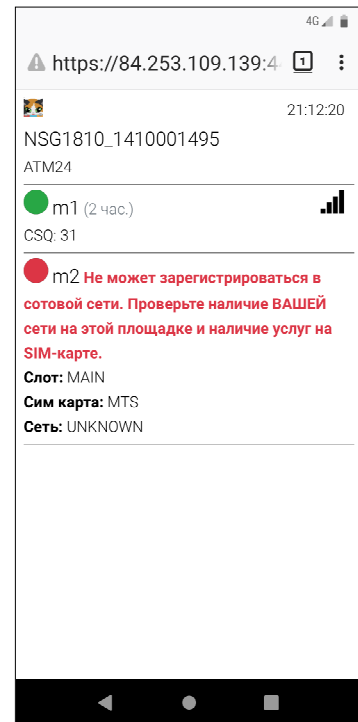 4G
https://84.253.109.139:4
1
21:12:20
NSG1810_1410001495
ATM24
m1 (2 час.)
CSQ: 31
m2 Не может зарегистрироваться в
сотовой сети. Проверьте наличие ВАШЕЙ
сети на этой площадке и наличие услуг на
SIM-карте.
Слот: MAIN
Сим карта: MTS
Сеть: UNKNOWN